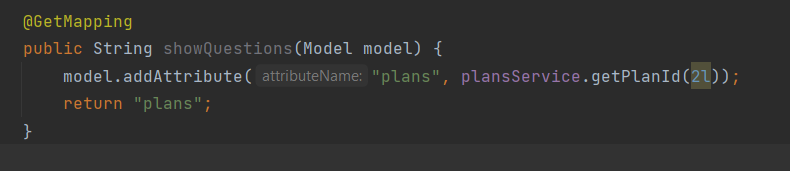 @GetMapping
public String showQuestions(Model model) {
model.addAttribute( attributeName: "plans", plansService.getPlanId(2l));
return "plans";
}